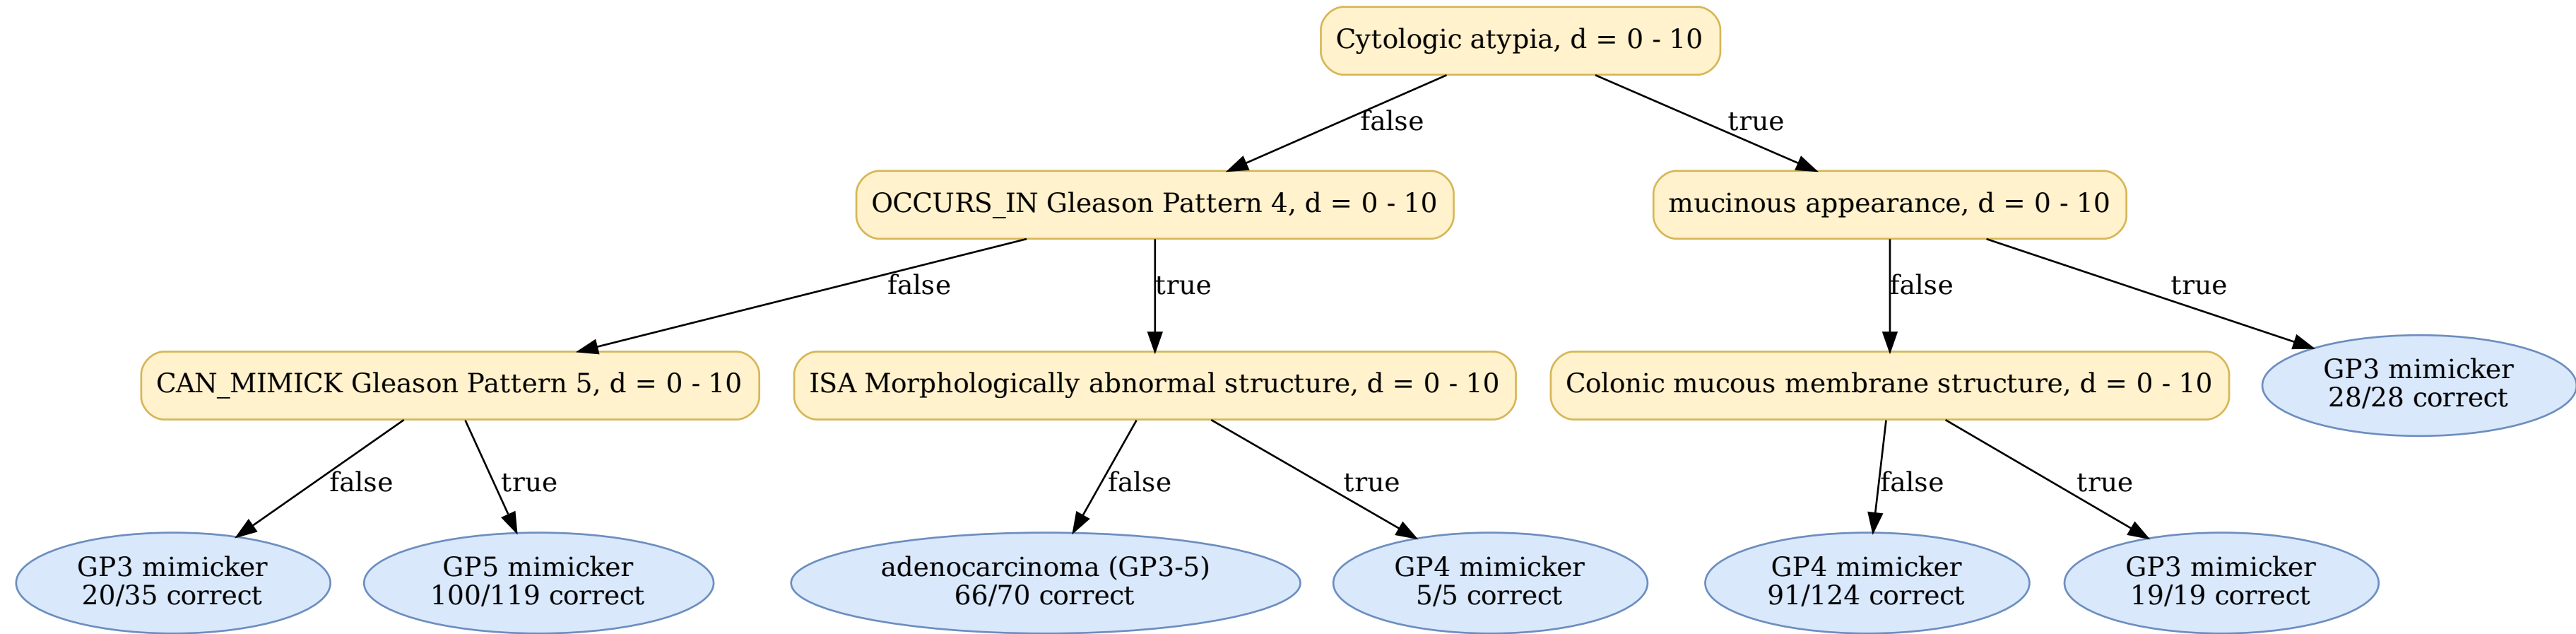 Cytologic atypia, d = 0 - 10
false
true
OCCURS_IN Gleason Pattern 4, d = 0 - 10
mucinous appearance, d = 0 - 10
false
true
false
true
CAN_MIMICK Gleason Pattern 5, d = 0 - 10
ISA Morphologically abnormal structure, d = 0 - 10
Colonic mucous membrane structure, d = 0 - 10
GP3 mimicker
28/28 correct
false
true
false
true
false
true
GP3 mimicker
20/35 correct
GP5 mimicker
100/119 correct
adenocarcinoma (GP3-5)
66/70 correct
GP4 mimicker
5/5 correct
GP4 mimicker
91/124 correct
GP3 mimicker
19/19 correct